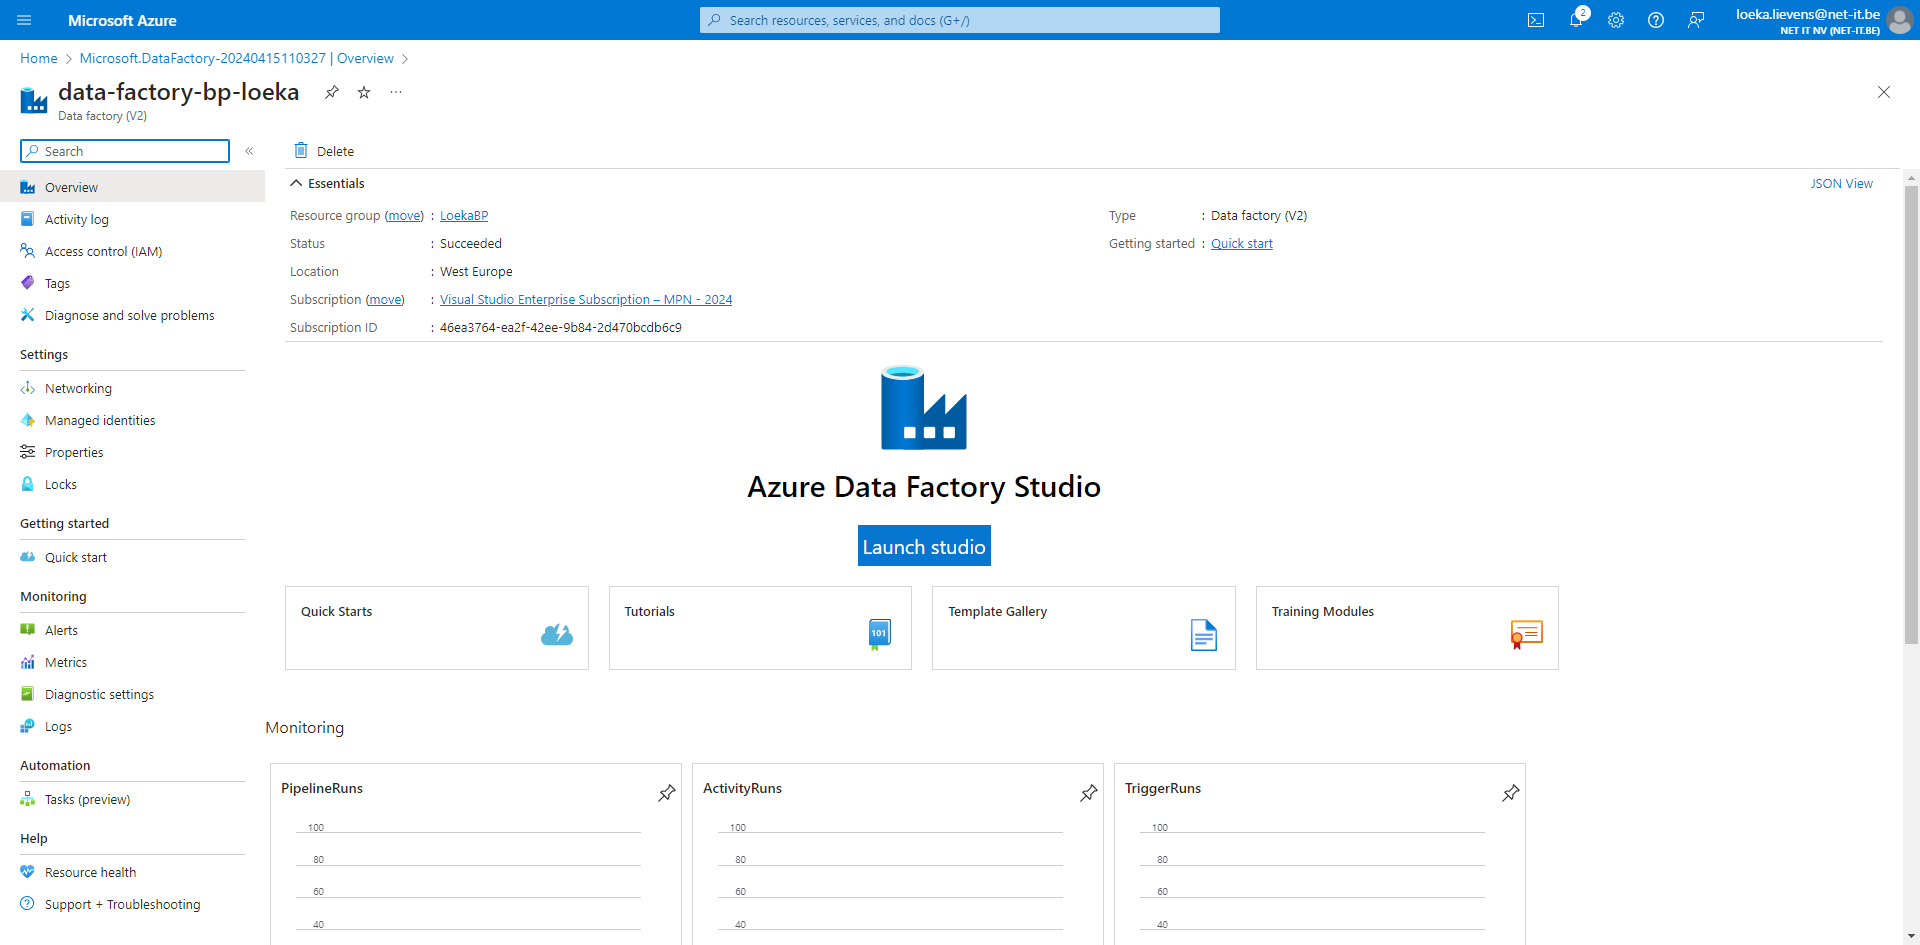 Microsoft Azure
Search resources, services, and docs (G+/)
2
loeka.lievens@net-it.be
NET IT NV (NET-IT.BE)
Home > Microsoft.DataFactory-20240415110327 | Overview >
data-factory-bp-loeka
Data factory (V2)
Search
Delete
Overview
Activity log
Access control (IAM)
Tags
Diagnose and solve problems
Settings
Networking
Managed identities
Properties
Locks
Getting started
Quick start
Monitoring
Alerts
Metrics
Diagnostic settings
Logs
Automation
Tasks (preview)
Help
Resource health
Support + Troubleshooting
Essentials
JSON View
Resource group (move) : LoekaBP
Status : Succeeded
Location : West Europe
Subscription (move) : Visual Studio Enterprise Subscription – MPN - 2024
Subscription ID : 46ea3764-ea2f-42ee-9b84-2d470bcdb6c9
Type : Data factory (V2)
Getting started : Quick start
Azure Data Factory Studio
Launch studio
Quick Starts
Tutorials
101
Template Gallery
Training Modules
Monitoring
PipelineRuns
100
80
60
40
ActivityRuns
100
80
60
40
TriggerRuns
100
80
60
40